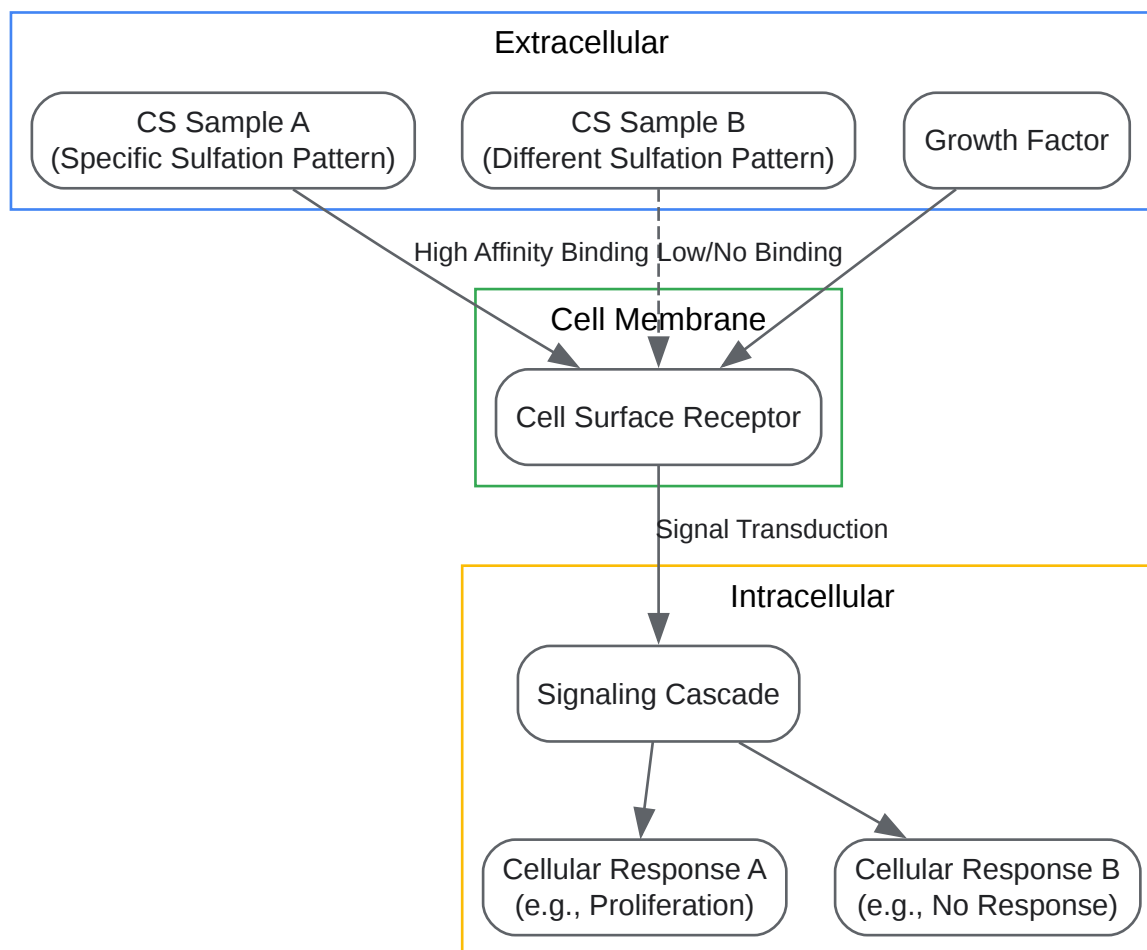 Extracellular
CS Sample A
(Specific Sulfation Pattern)
CS Sample B
(Different Sulfation Pattern)
Growth Factor
High Affinity Binding
Low/No Binding
Cell Membrane
Cell Surface Receptor
Signal Transduction
Intracellular
Signaling Cascade
Cellular Response A
(e.g., Proliferation)
Cellular Response B
(e.g., No Response)